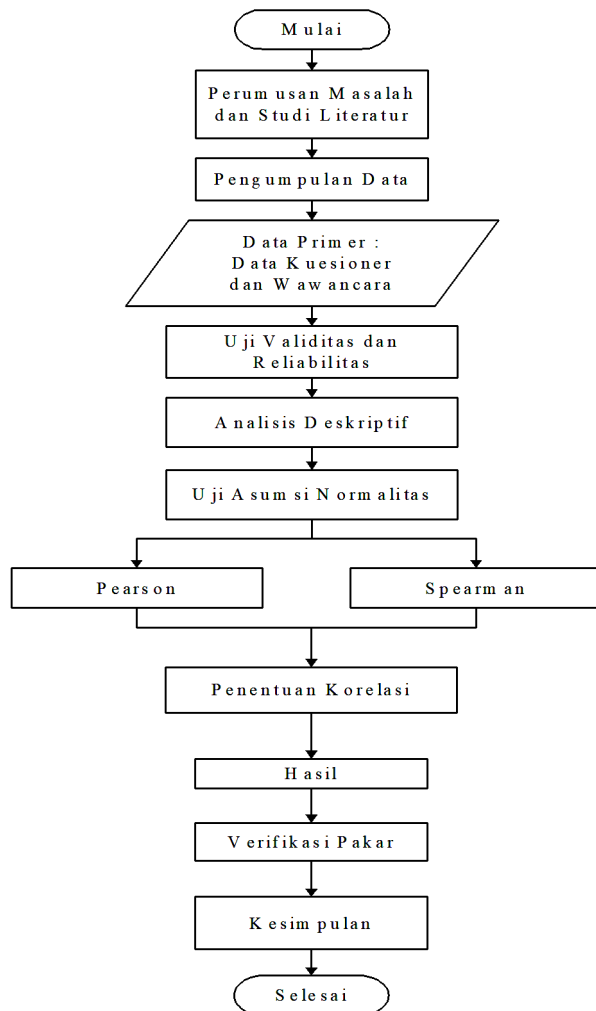 Mulai
Perumusan Masalah
dan Studi Literatur
Pengumpulan Data
Data Primer :
Data Kuesioner
dan Wawancara
Uji Validitas dan
Reliabilitas
Analisis Deskriptif
Uji Asumsi Normalitas
Pearson
Spearman
Penentuan Korelasi
Hasil
Verifikasi Pakar
Kesimpulan
Selesai